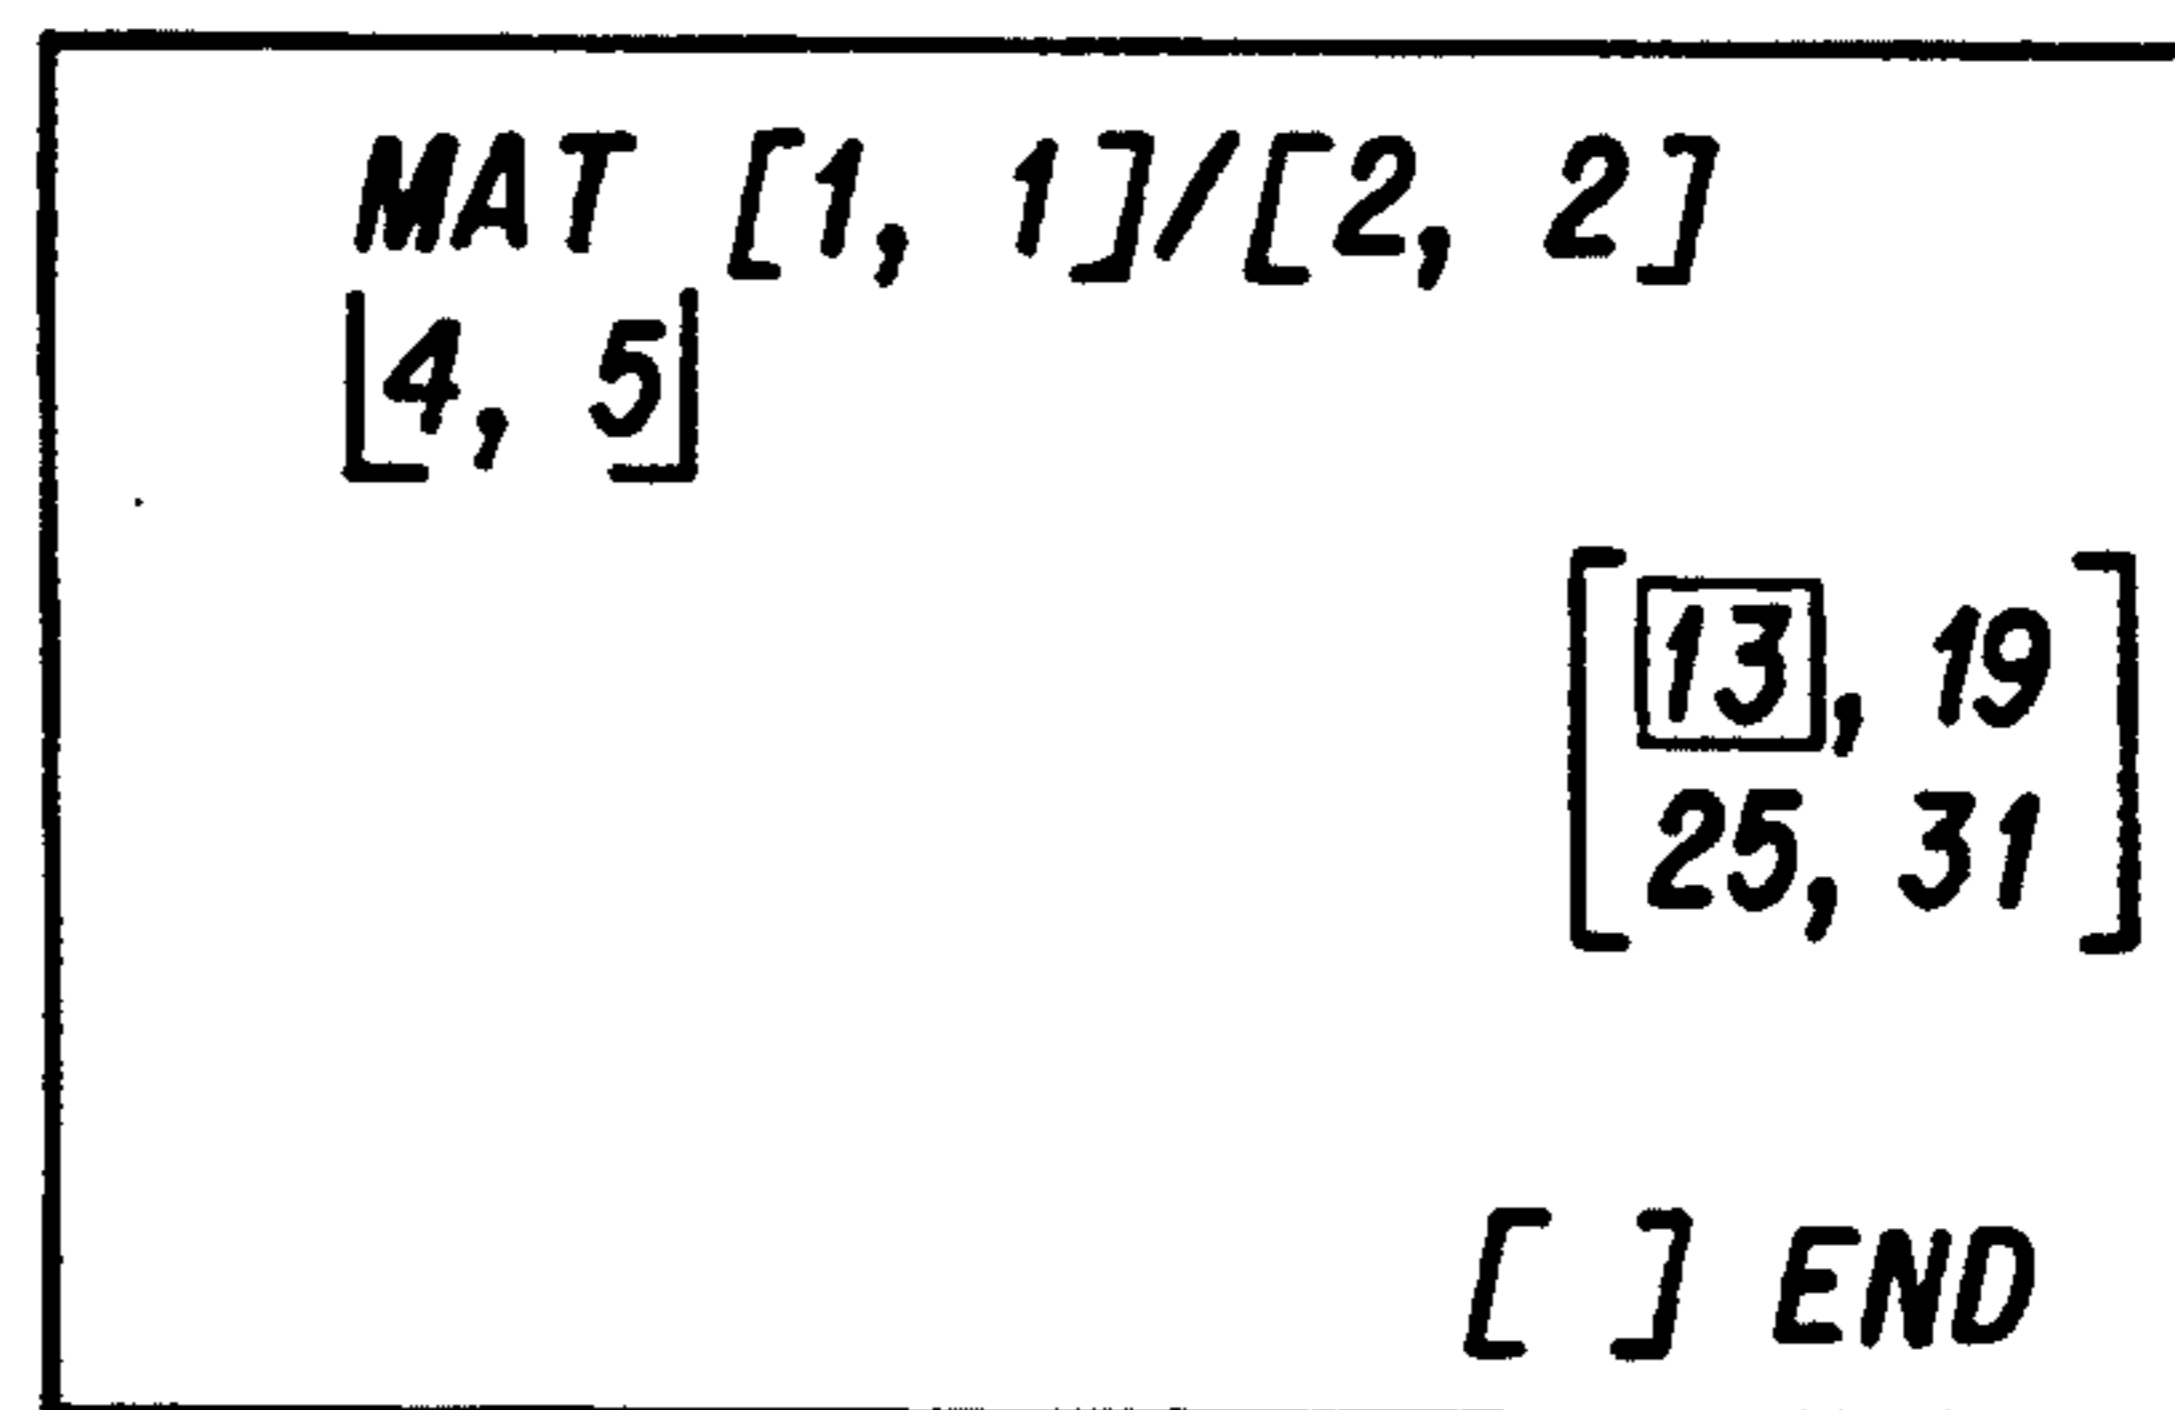 MAT [1, 1]/[2, 2]
[4, 5]
[13, 19
25, 31]
[ ] END